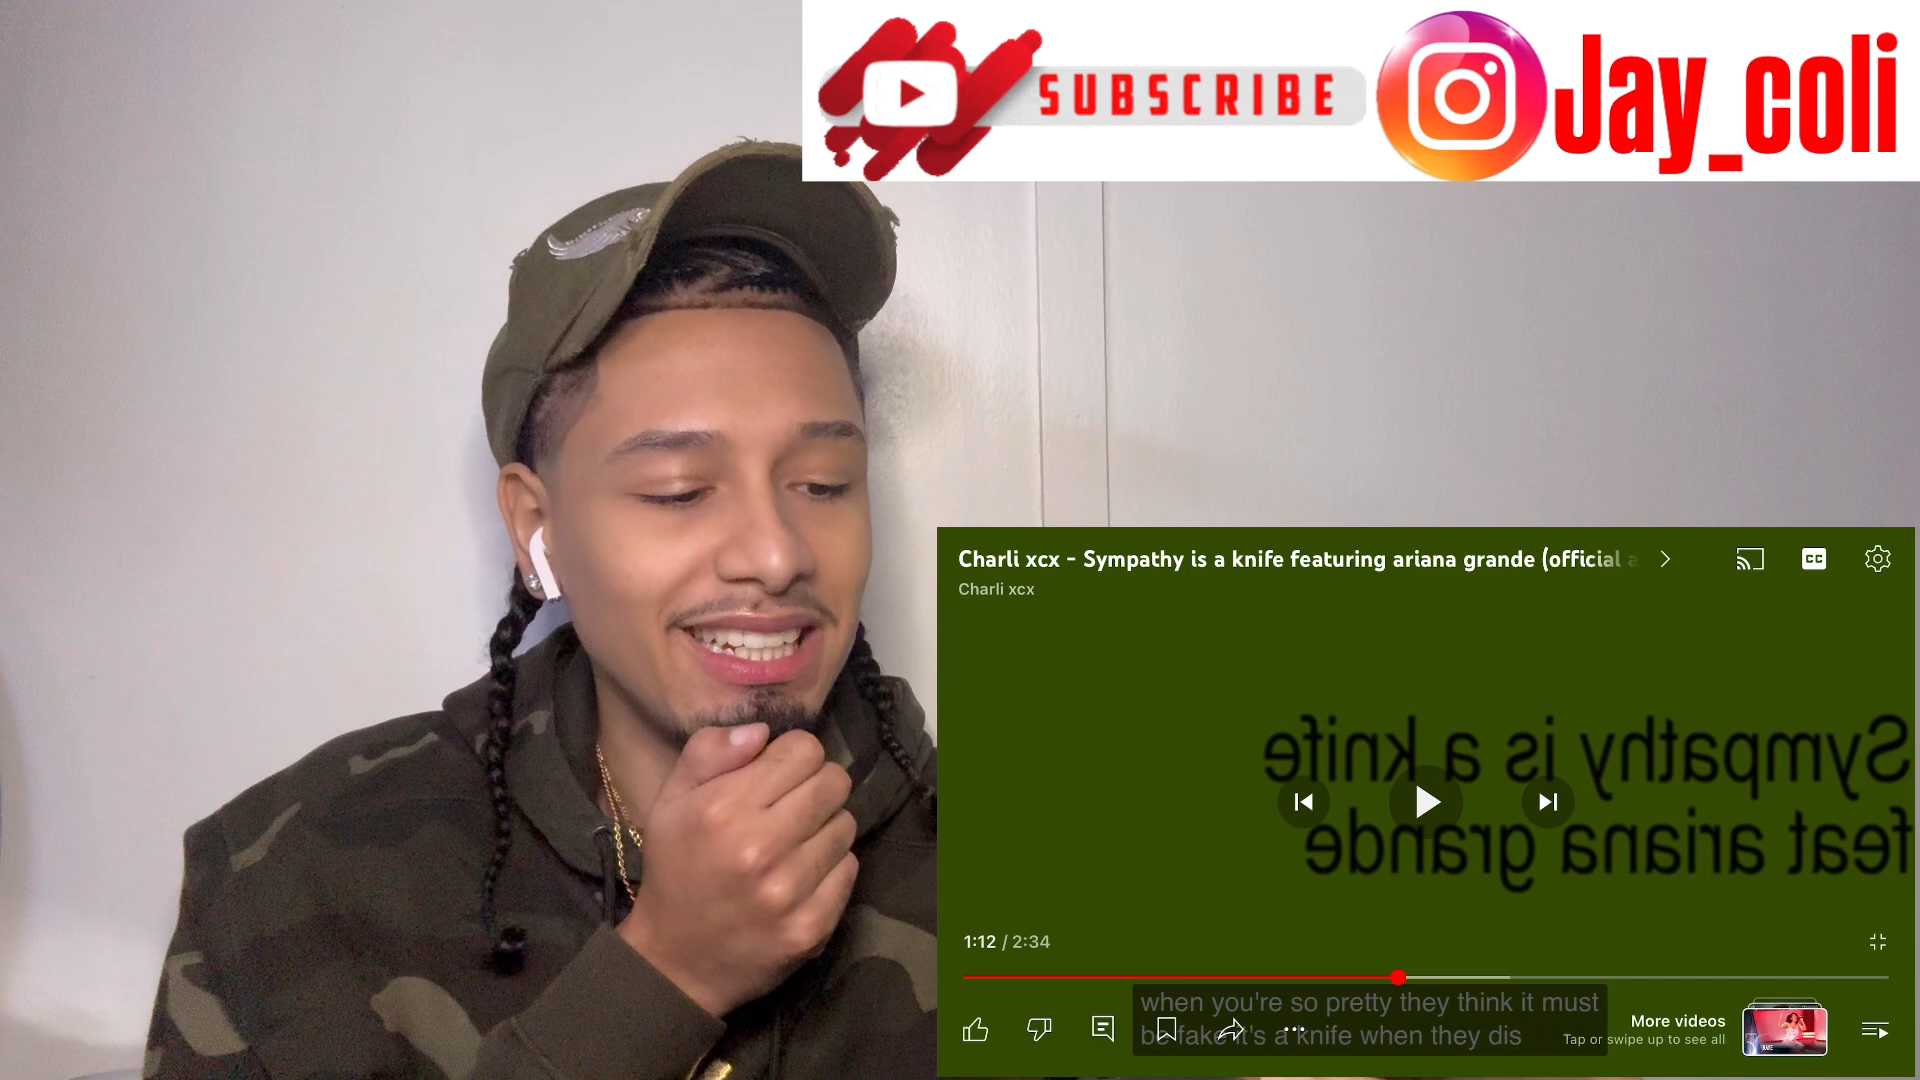 SUBSCRIBE
Jay_coli
Charli xcx - Sympathy is a knife featuring ariana grande (official a
Charli xcx
Sympathy is a knife
feat ariana grande
1:12 / 2:34
when you're so pretty they think it must
be fake it's a knife when they dis
More videos
Tap or swipe up to see all
CC
RARE